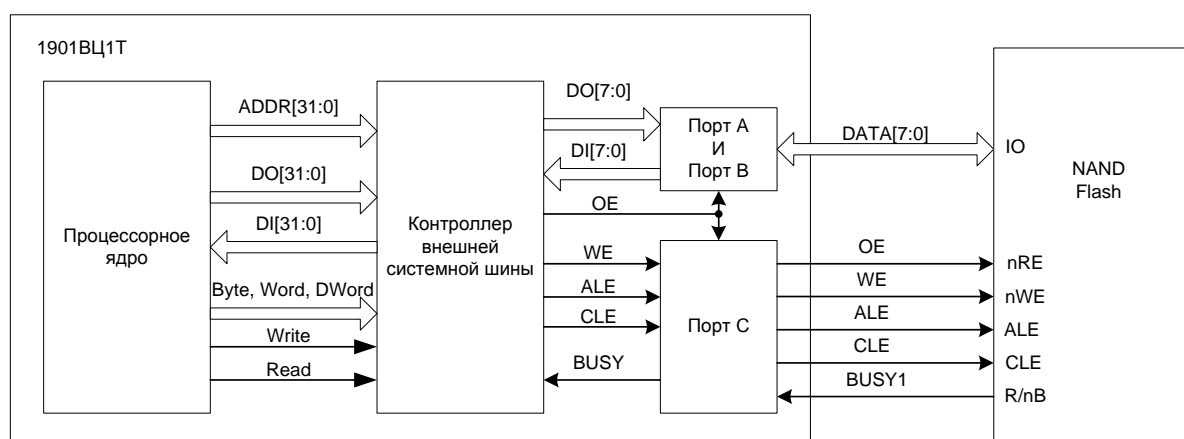 1901ВЦ1Т
Процессорное
ядро
ADDR[31:0]
DO[31:0]
DI[31:0]
Byte, Word, DWord
Write
Read
Контроллер
внешней
системной шины
DO[7:0]
DI[7:0]
OE
WE
ALE
CLE
BUSY
Порт А
И
Порт В
Порт С
DATA[7:0]
OE
WE
ALE
CLE
BUSY1
IO
NAND
Flash
nRE
nWE
ALE
CLE
R/nB